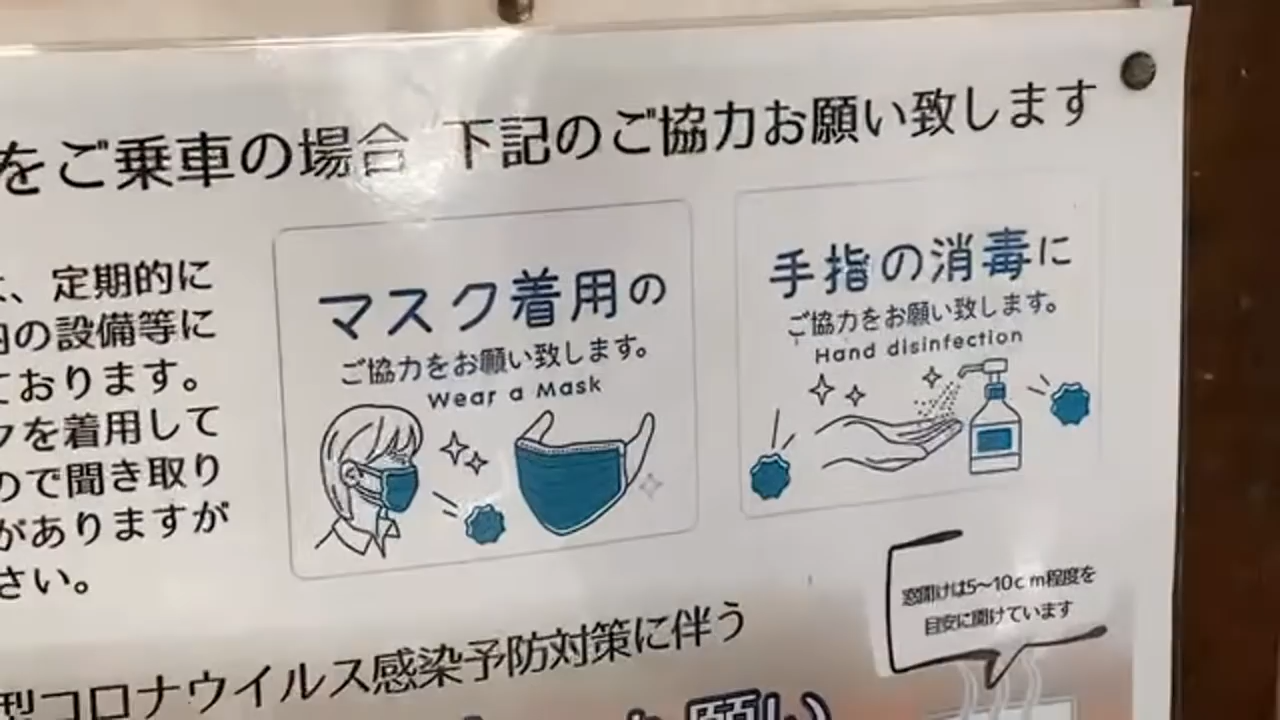 をご乗車の場合 下記のご協力お願い致します
、定期的に
の設備等に
ております。
クを着用して
ので聞き取り
がありますが
さい。
マスク着用の
ご協力をお願い致します。
Wear a Mask
手指の消毒に
ご協力をお願い致します。
Hand disinfection
窓開けは5～10ｃｍ程度を
目安に開けています
型コロナウイルス感染予防対策に伴う
お願い